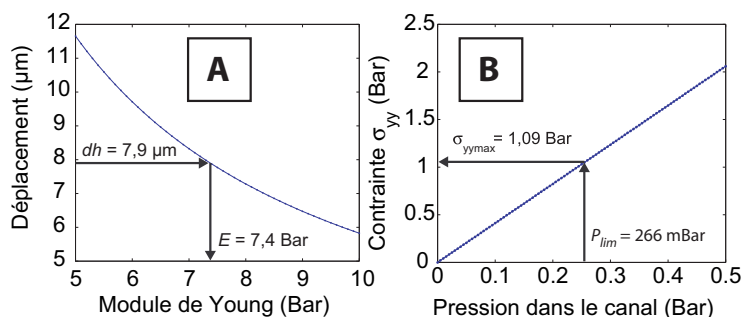 Déplacement (µm)
12
11
10
9
8
7
6
5
A
dh = 7,9 µm
E = 7,4 Bar
5 6 7 8 9 10
Module de Young (Bar)
Contrainte σyy (Bar)
2.5
2
1.5
1
0.5
0
B
σyymax= 1,09 Bar
Plim = 266 mBar
0 0.1 0.2 0.3 0.4 0.5
Pression dans le canal (Bar)